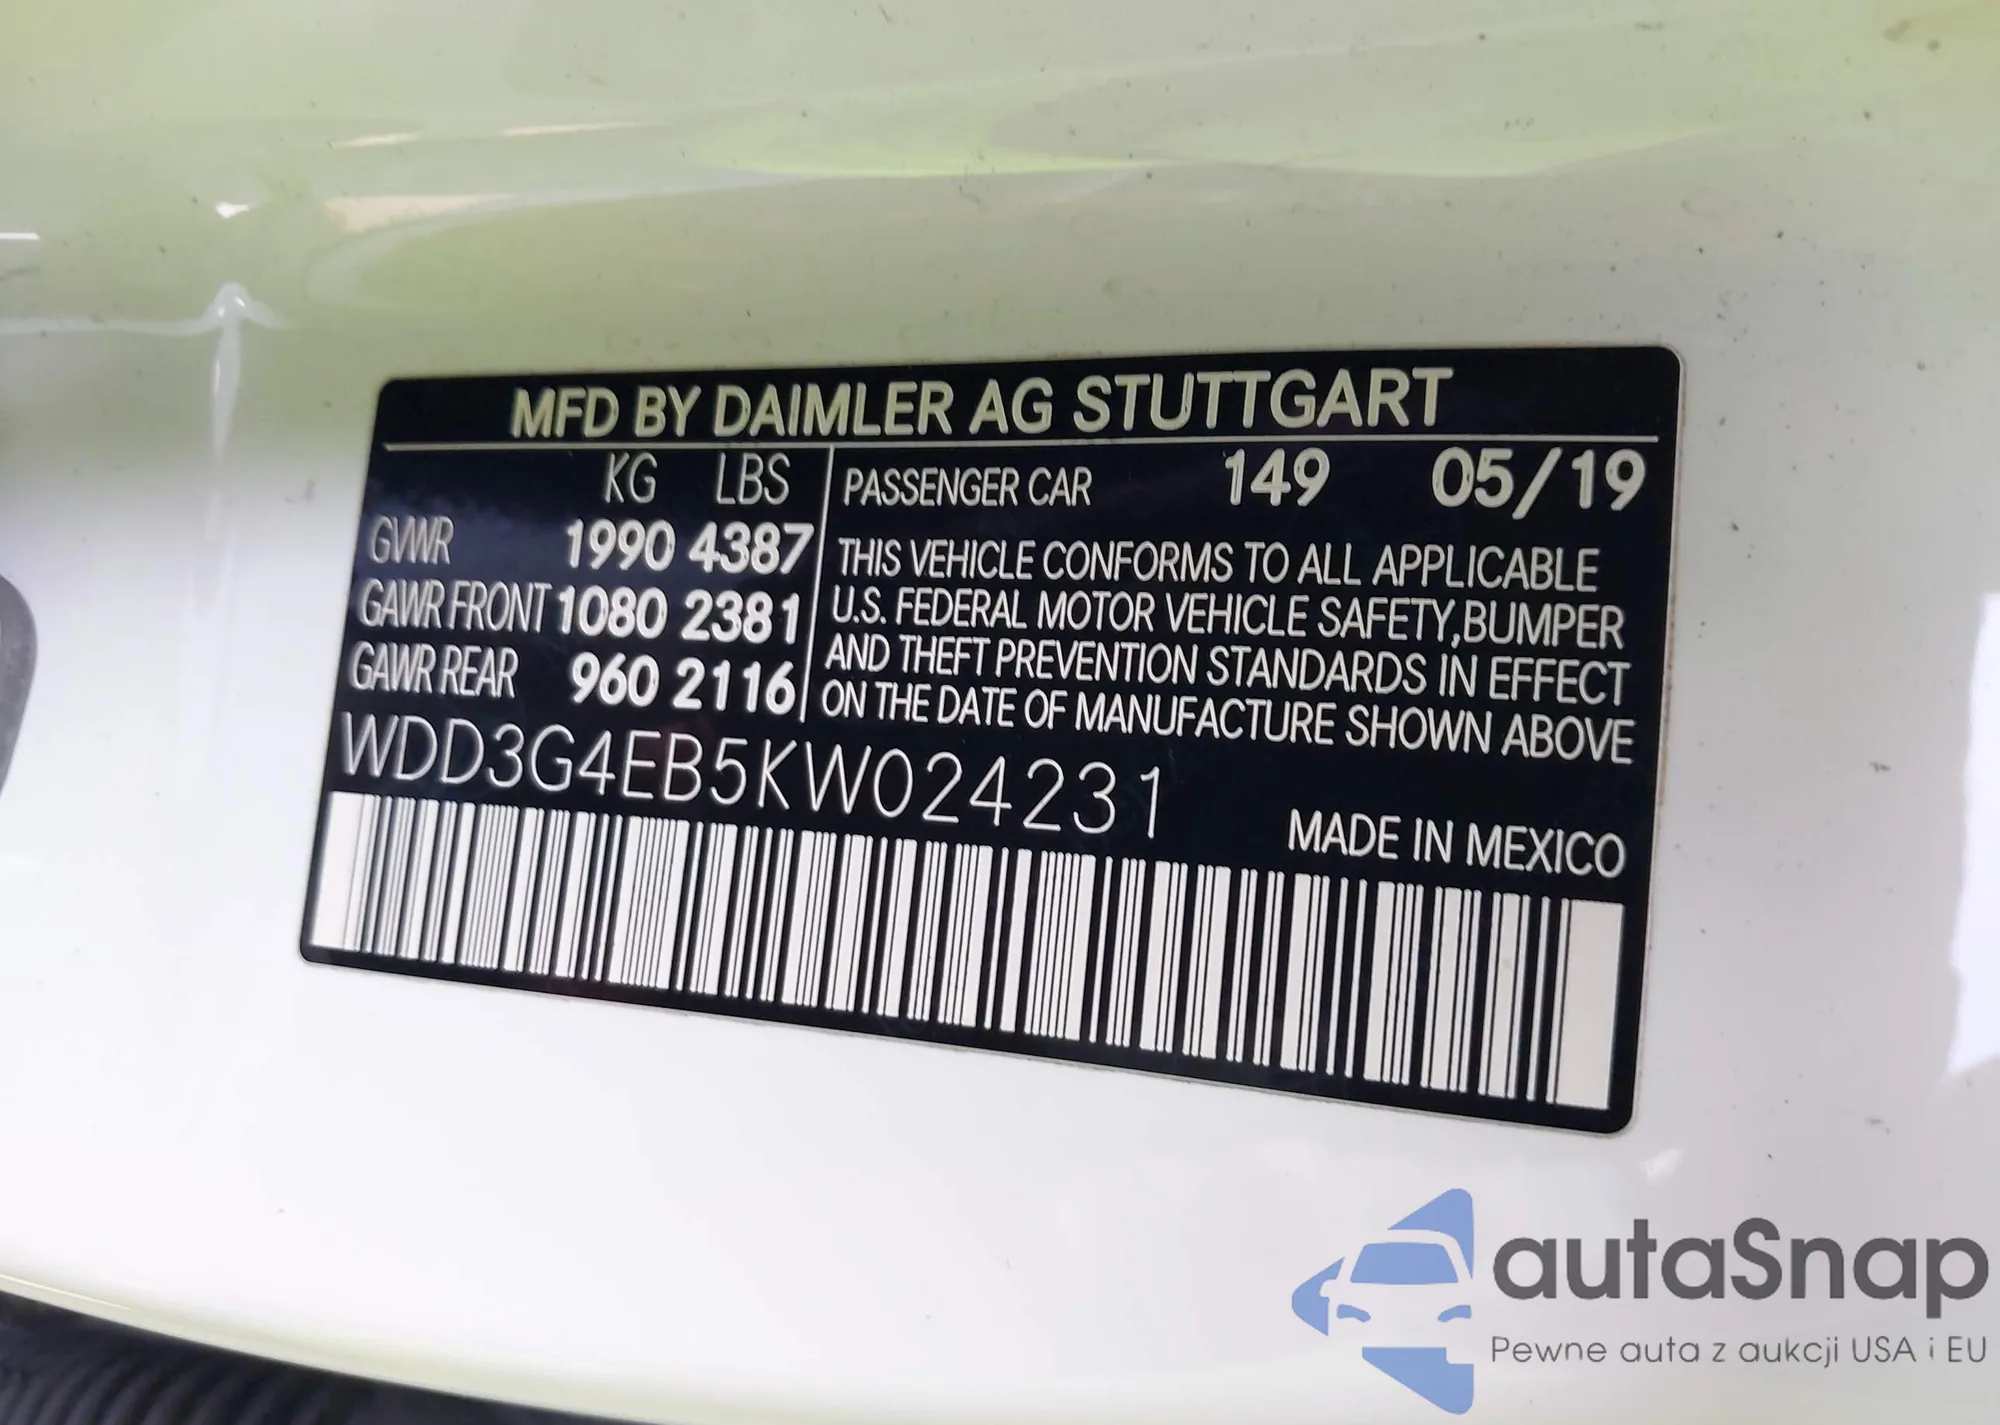 MFD BY DAIMLER AG STUTTGART
KG LBS
GVWR 1990 4387
GAWR FRONT 1080 2381
GAWR REAR 960 2116
PASSENGER CAR 149 05/19
THIS VEHICLE CONFORMS TO ALL APPLICABLE
U.S. FEDERAL MOTOR VEHICLE SAFETY,BUMPER
AND THEFT PREVENTION STANDARDS IN EFFECT
ON THE DATE OF MANUFACTURE SHOWN ABOVE
WDD3G4EB5KW024231
MADE IN MEXICO
autaSnap
Pewne auta z aukcji USA i EU